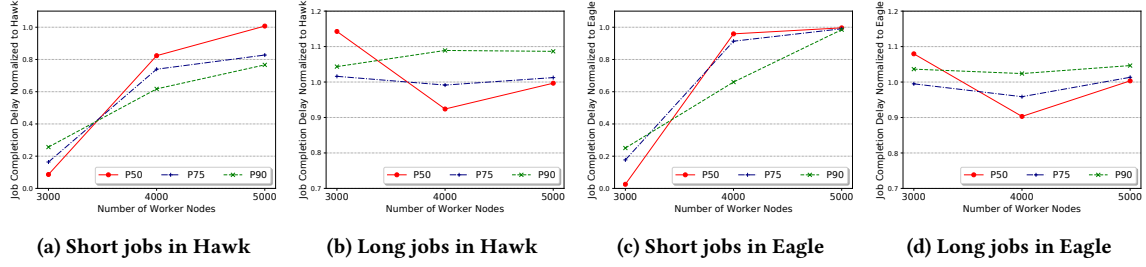 Job Completion Delay Normalized to Hawk
1.0
0.8
0.6
0.4
0.2
0.0
3000
4000
5000
Number of Worker Nodes
P50
P75
P90
(a) Short jobs in Hawk
Job Completion Delay Normalized to Hawk
1.2
1.1
1.0
0.9
0.8
0.7
3000
4000
5000
Number of Worker Nodes
P50
P75
P90
(b) Long jobs in Hawk
Job Completion Delay Normalized to Eagle
1.0
0.8
0.6
0.4
0.2
0.0
3000
4000
5000
Number of Worker Nodes
P50
P75
P90
(c) Short jobs in Eagle
Job Completion Delay Normalized to Eagle
1.2
1.1
1.0
0.9
0.8
0.7
3000
4000
5000
Number of Worker Nodes
P50
P75
P90
(d) Long jobs in Eagle